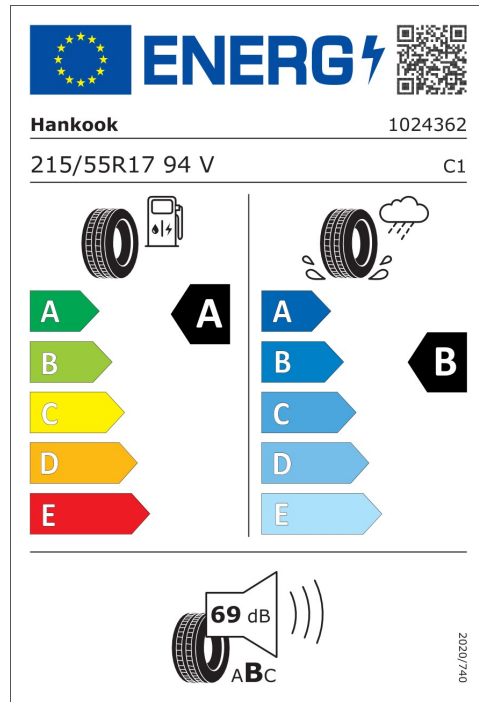 ENERG
Hankook 1024362
215/55R17 94 V C1
A A
B
C
D
E
A
B B
C
D
E
69 dB
ABC
2020/740